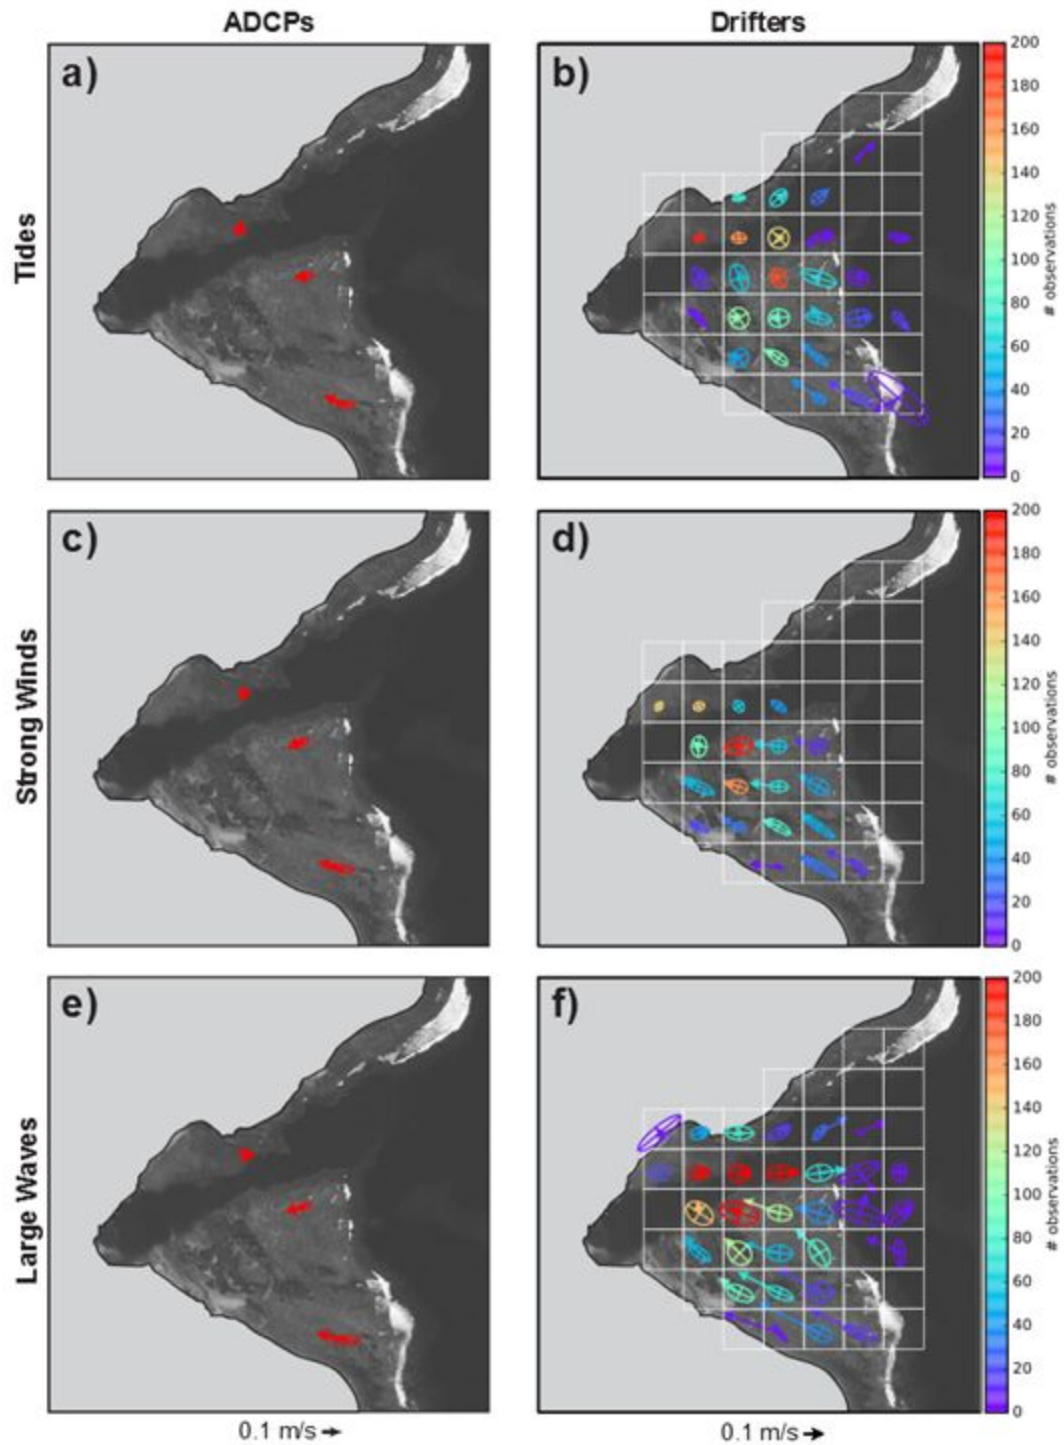 ADCPs
Drifters
Tides
a)
b)
200
180
160
140
120
100
80
60
40
20
0
# observations
Strong Winds
c)
d)
200
180
160
140
120
100
80
60
40
20
0
# observations
Large Waves
e)
f)
200
180
160
140
120
100
80
60
40
20
0
# observations
0.1 m/s
0.1 m/s